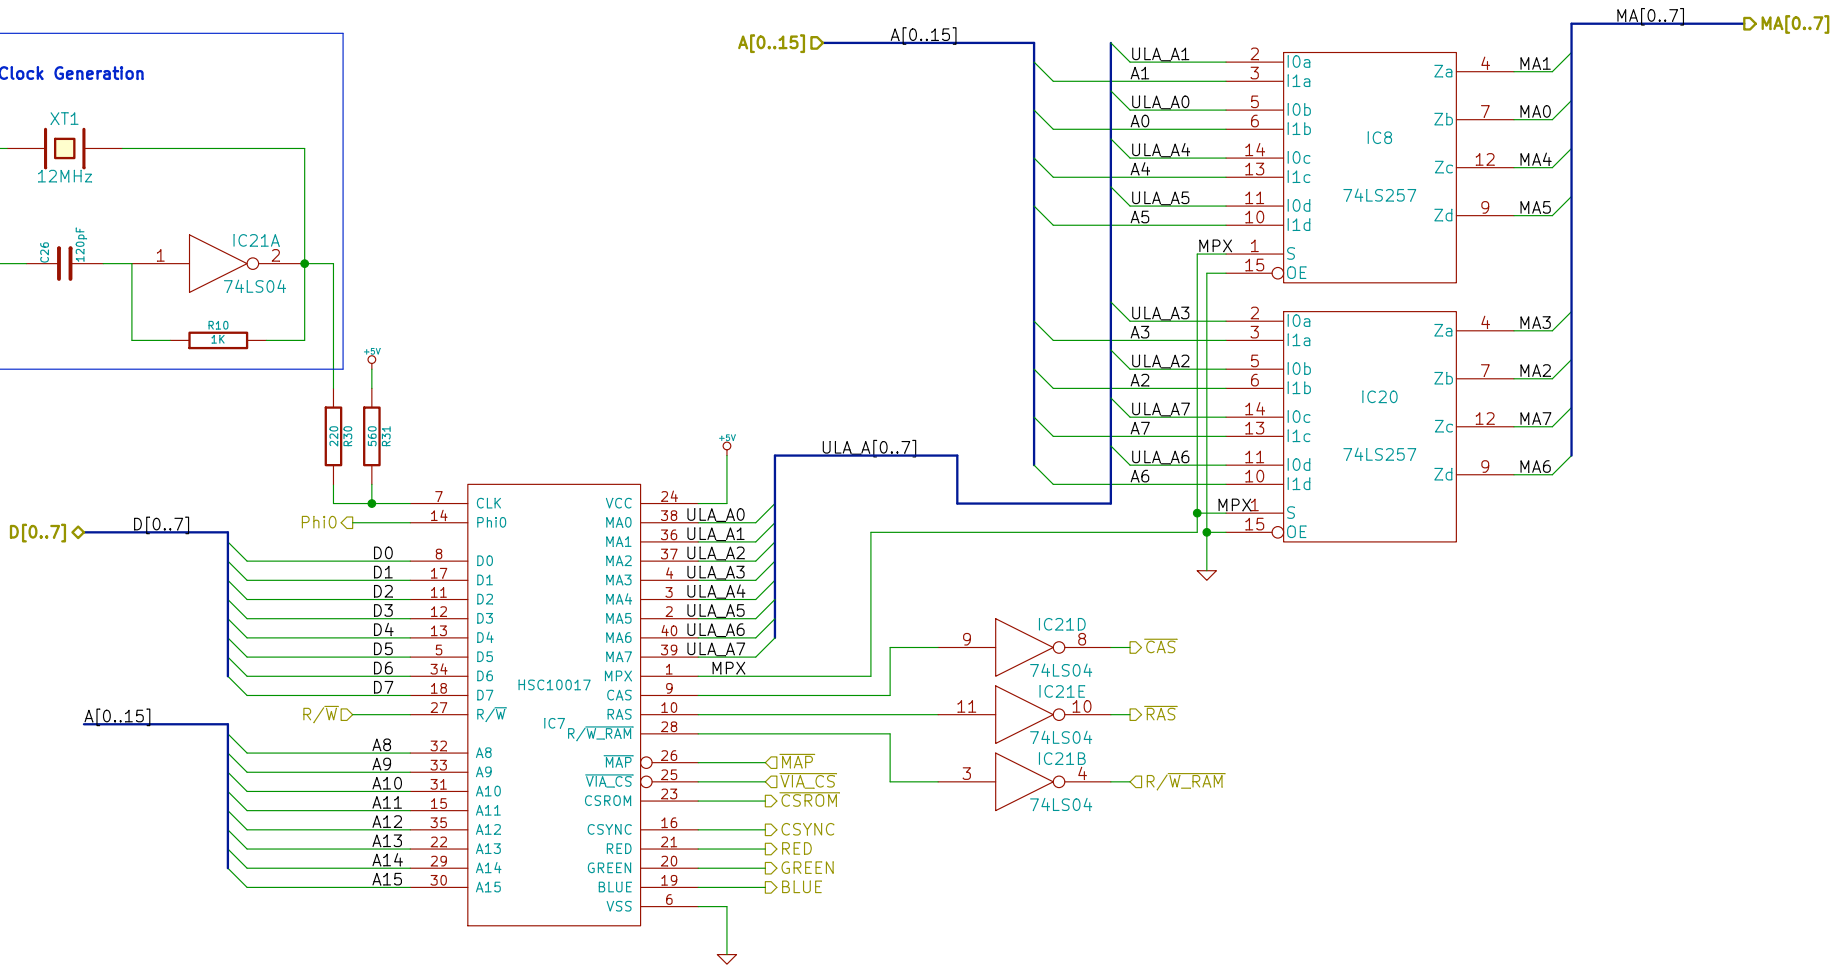 Clock Generation
XT1
12MHz
C26
120pF
1
IC21A
2
74LS04
R10
1K
+5V
220
R30
560
R31
D[0..7]
D[0..7]
Phi0
D0
D1
D2
D3
D4
D5
D6
D7
R/W
A[0..15]
A8
A9
A10
A11
A12
A13
A14
A15
7 CLK
14 Phi0
8 D0
17 D1
11 D2
12 D3
13 D4
5 D5
34 D6
18 D7
27 R/W
32 A8
33 A9
31 A10
15 A11
35 A12
22 A13
29 A14
30 A15
HSC10017
IC7
+5V
VCC 24
MA0 38 ULA_A0
MA1 36 ULA_A1
MA2 37 ULA_A2
MA3 4 ULA_A3
MA4 3 ULA_A4
MA5 2 ULA_A5
MA6 40 ULA_A6
MA7 39 ULA_A7
MPX 1 MPX
CAS 9
RAS 10
R/W_RAM 28
MAP 26 MAP
VIA_CS 25 VIA_CS
CSROM 23 CSROM
CSYNC 16 CSYNC
RED 21 RED
GREEN 20 GREEN
BLUE 19 BLUE
VSS 6
ULA_A[0..7]
9
IC21D
8
74LS04
CAS
11
IC21E
10
74LS04
RAS
3
IC21B
4
74LS04
R/W_RAM
A[0..15]
A[0..15]
ULA_A1 2 I0a
A1 3 I1a
ULA_A0 5 I0b
A0 6 I1b
ULA_A4 14 I0c
A4 13 I1c
ULA_A5 11 I0d
A5 10 I1d
MPX 1 S
15 OE
IC8
74LS257
Za 4 MA1
Zb 7 MA0
Zc 12 MA4
Zd 9 MA5
ULA_A3 2 I0a
A3 3 I1a
ULA_A2 5 I0b
A2 6 I1b
ULA_A7 14 I0c
A7 13 I1c
ULA_A6 11 I0d
A6 10 I1d
MPX 1 S
15 OE
IC20
74LS257
Za 4 MA3
Zb 7 MA2
Zc 12 MA7
Zd 9 MA6
MA[0..7]
MA[0..7]